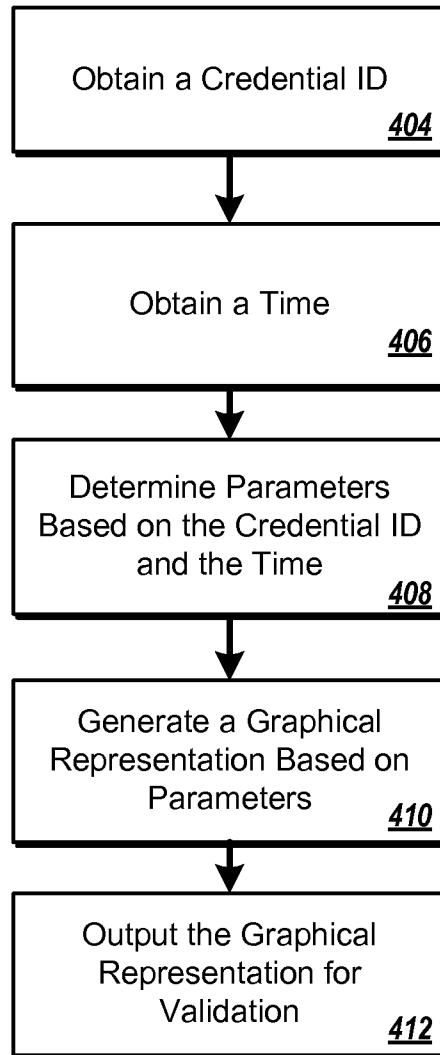 Obtain a Credential ID
404
Obtain a Time
406
Determine Parameters
Based on the Credential ID
and the Time
408
Generate a Graphical
Representation Based on
Parameters
410
Output the Graphical
Representation for
Validation
412